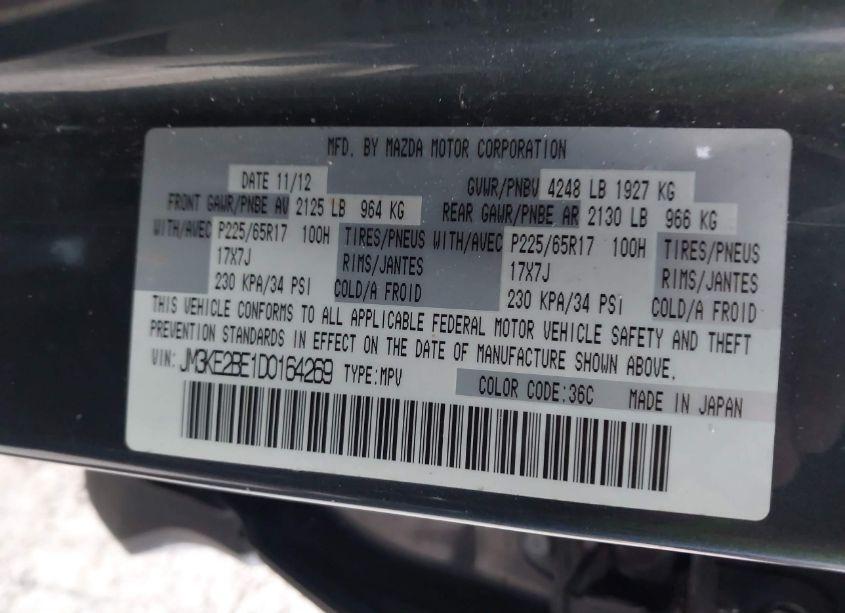 MFD. BY MAZDA MOTOR CORPORATION
DATE 11/12 GVWR/PNBV 4248 LB 1927 KG
FRONT GAWR/PNBE AV 2125 LB 964 KG REAR GAWR/PNBE AR 2130 LB 966 KG
WITH/AVEC P225/65R17 100H TIRES/PNEUS WITH/AVEC P225/65R17 100H TIRES/PNEUS
17X7J RIMS/JANTES 17X7J RIMS/JANTES
230 KPA/34 PSI COLD/A FROID 230 KPA/34 PSI COLD/A FROID
THIS VEHICLE CONFORMS TO ALL APPLICABLE FEDERAL MOTOR VEHICLE SAFETY AND THEFT
PREVENTION STANDARDS IN EFFECT ON THE DATE OF MANUFACTURE SHOWN ABOVE.
VIN: JM3KE2BE1D0164269 TYPE:MPV COLOR CODE:36C MADE IN JAPAN